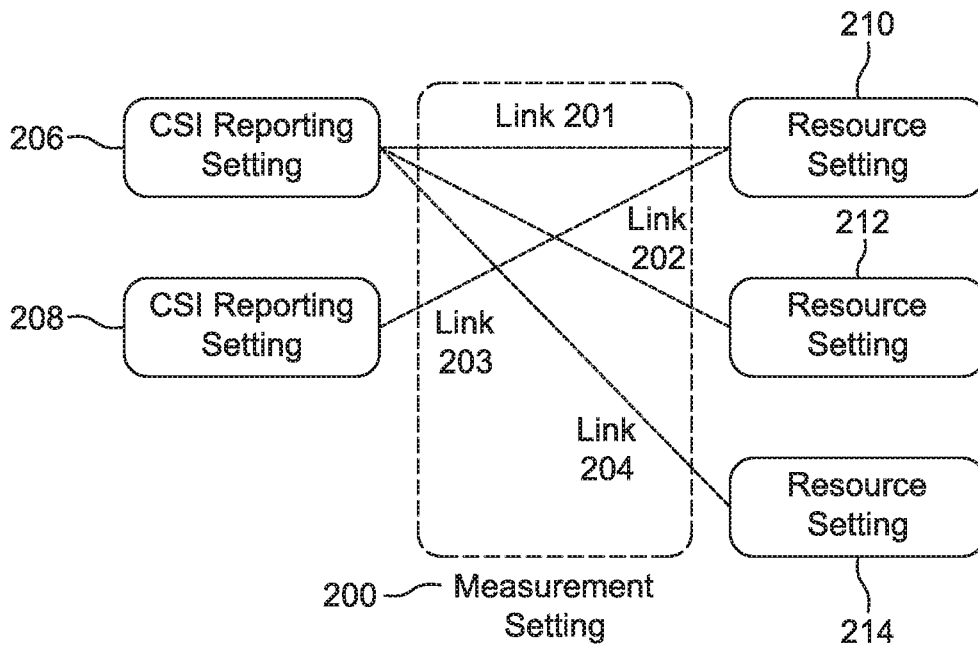 210
206
CSI Reporting
Setting
Link 201
Resource
Setting
Link
202
212
208
CSI Reporting
Setting
Link
203
Resource
Setting
Link
204
Resource
Setting
200
Measurement
Setting
214